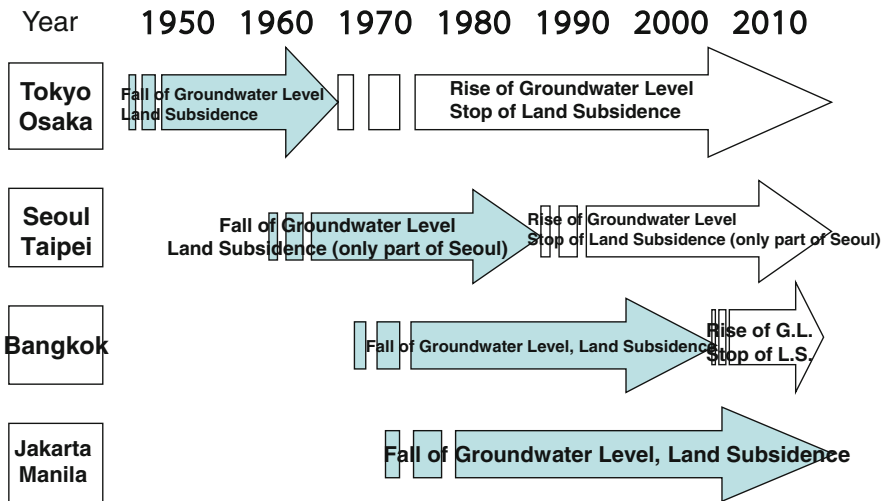 Year 1950 1960 1970 1980 1990 2000 2010
Tokyo
Osaka
Fall of Groundwater Level
Land Subsidence
Rise of Groundwater Level
Stop of Land Subsidence
Seoul
Taipei
Fall of Groundwater Level
Land Subsidence (only part of Seoul)
Rise of Groundwater Level
Stop of Land Subsidence (only part of Seoul)
Bangkok
Fall of Groundwater Level, Land Subsidence
Rise of G.L.
Stop of L.S.
Jakarta
Manila
Fall of Groundwater Level, Land Subsidence